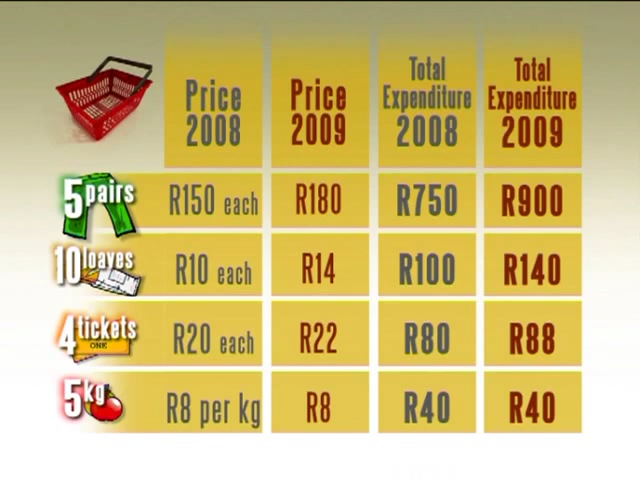 Price 2008
Price 2009
Total Expenditure 2008
Total Expenditure 2009
5 pairs
R150 each
R180
R750
R900
10 loaves
R10 each
R14
R100
R140
4 tickets
ONE
R20 each
R22
R80
R88
5kg
R8 per kg
R8
R40
R40